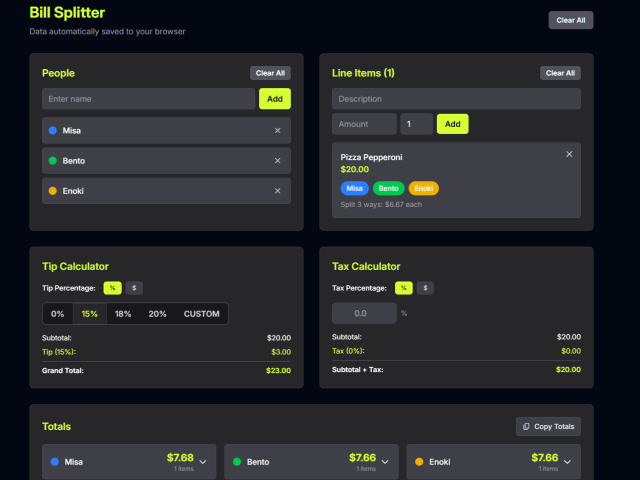 Bill Splitter
Data automatically saved to your browser
Clear All
People
Clear All
Enter name
Add
Misa
Bento
Enoki
Line Items (1)
Clear All
Description
Amount
1
Add
Pizza Pepperoni
$20.00
Misa Bento Enoki
Split 3 ways: $6.67 each
Tip Calculator
Tip Percentage: % $
0% 15% 18% 20% CUSTOM
Subtotal: $20.00
Tip (15%): $3.00
Grand Total: $23.00
Tax Calculator
Tax Percentage: % $
0.0 %
Subtotal: $20.00
Tax (0%): $0.00
Subtotal + Tax: $20.00
Totals
Copy Totals
Misa $7.68
1 items
Bento $7.66
1 items
Enoki $7.66
1 items